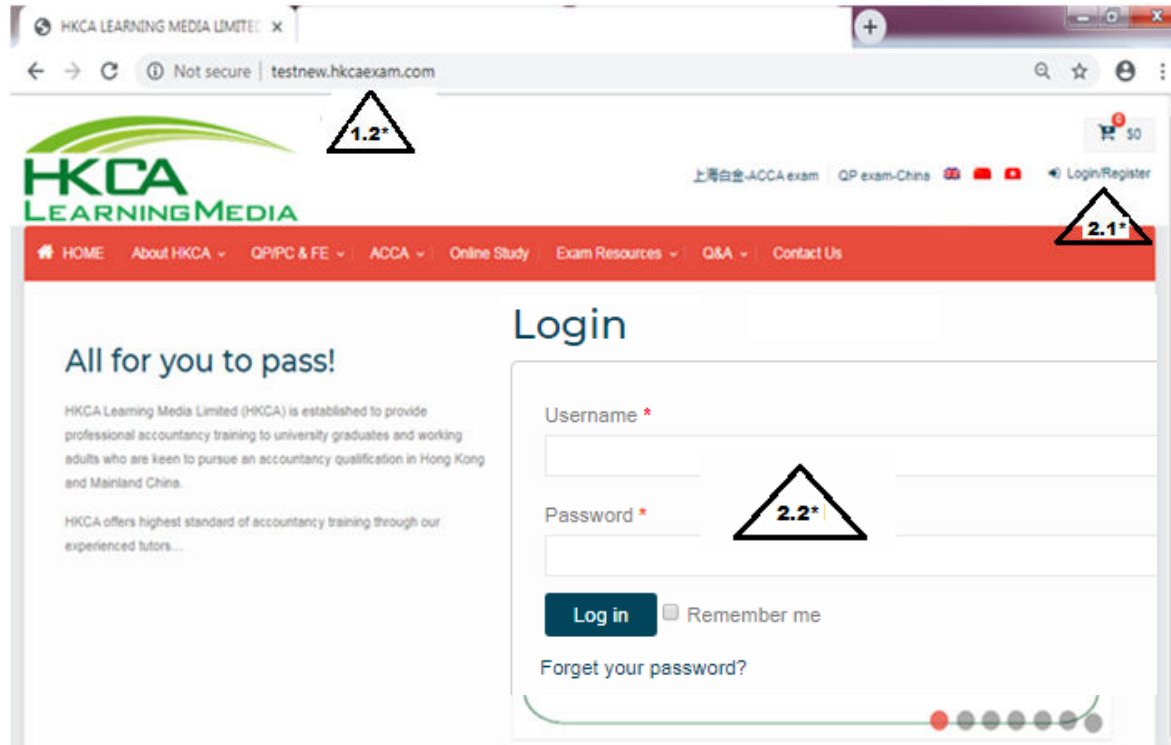 HKCA LEARNING MEDIA LIMITED
Not secure | testnew.hkcaexam.com
1.2*
0
$0
HKCA
LEARNINGMEDIA
上海白金-ACCA exam QP exam-China Login/Register
2.1*
HOME About HKCA QP/PC & FE ACCA Online Study Exam Resources Q&A Contact Us
Login
All for you to pass!
HKCA Learning Media Limited (HKCA) is established to provide
professional accountancy training to university graduates and working
adults who are keen to pursue an accountancy qualification in Hong Kong
and Mainland China.
HKCA offers highest standard of accountancy training through our
experienced tutors...
Username *
2.2*
Password *
Log in Remember me
Forget your password?